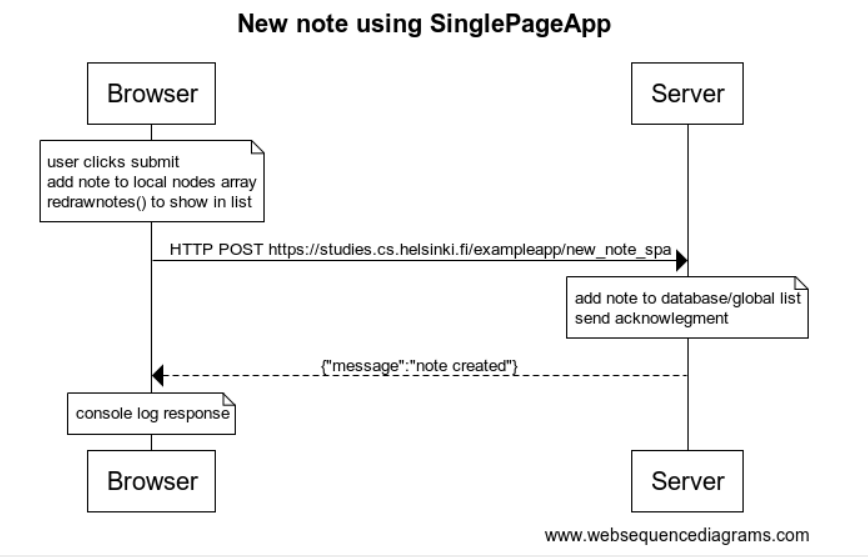 New note using SinglePageApp
Browser
Server
user clicks submit
add note to local nodes array
redrawnotes() to show in list
HTTP POST https://studies.cs.helsinki.fi/exampleapp/new_note_spa
add note to database/global list
send acknowlegment
{"message":"note created"}
console log response
Browser
Server
www.websequencediagrams.com